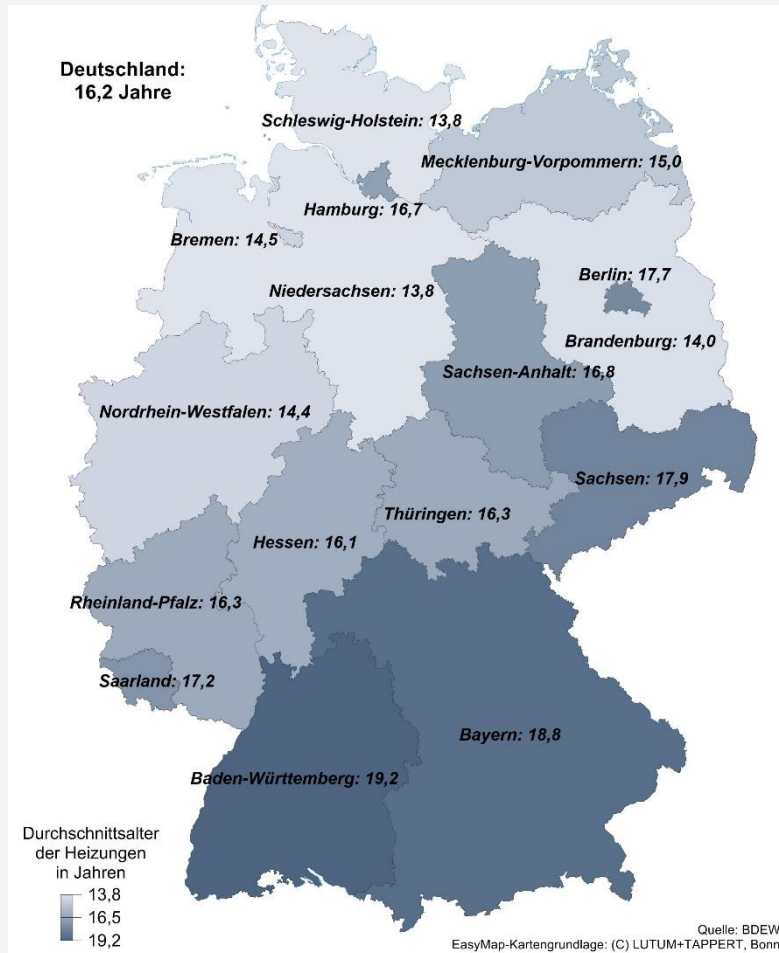 Deutschland:
16,2 Jahre
Schleswig-Holstein: 13,8
Mecklenburg-Vorpommern: 15,0
Hamburg: 16,7
Bremen: 14,5
Berlin: 17,7
Niedersachsen: 13,8
Brandenburg: 14,0
Sachsen-Anhalt: 16,8
Nordrhein-Westfalen: 14,4
Sachsen: 17,9
Thüringen: 16,3
Hessen: 16,1
Rheinland-Pfalz: 16,3
Saarland: 17,2
Bayern: 18,8
Baden-Württemberg: 19,2
Durchschnittsalter
der Heizungen
in Jahren
13,8
16,5
19,2
Quelle: BDEW
EasyMap-Kartengrundlage: (C) LUTUM+TAPPERT, Bonn